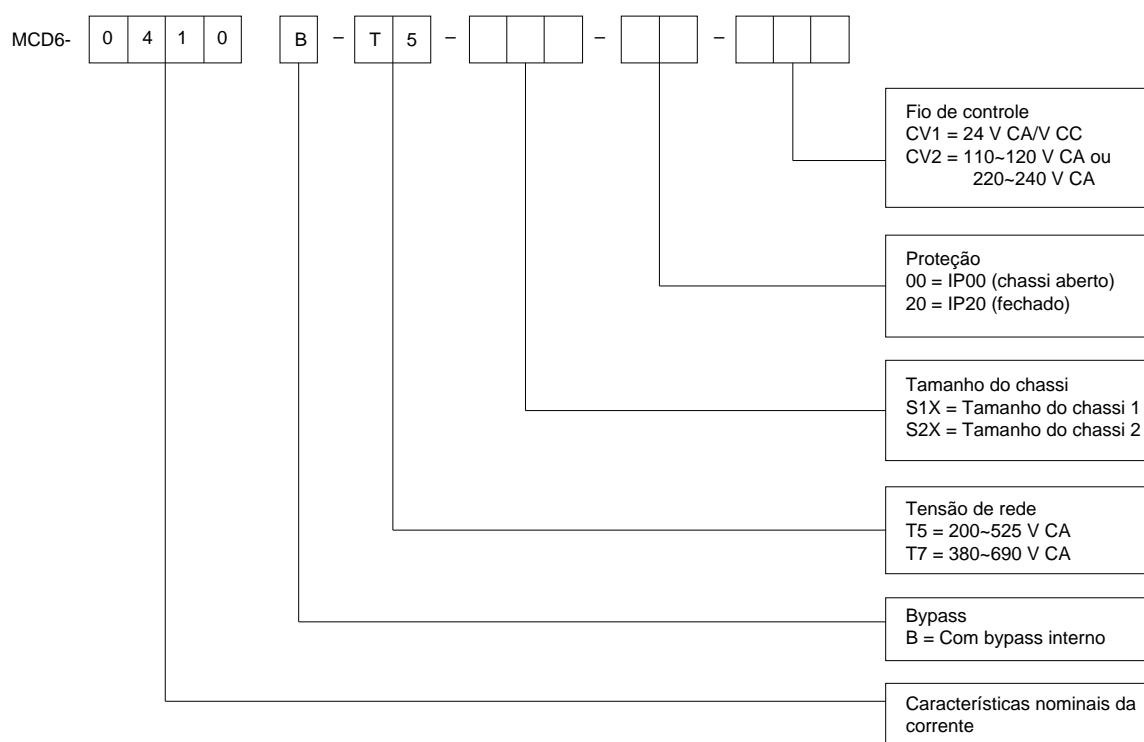 MCD6- 0 4 1 0 B – T 5 – – –
Fio de controle
CV1 = 24 V CA/V CC
CV2 = 110~120 V CA ou
220~240 V CA
Proteção
00 = IP00 (chassi aberto)
20 = IP20 (fechado)
Tamanho do chassi
S1X = Tamanho do chassi 1
S2X = Tamanho do chassi 2
Tensão de rede
T5 = 200~525 V CA
T7 = 380~690 V CA
Bypass
B = Com bypass interno
Características nominais da
corrente